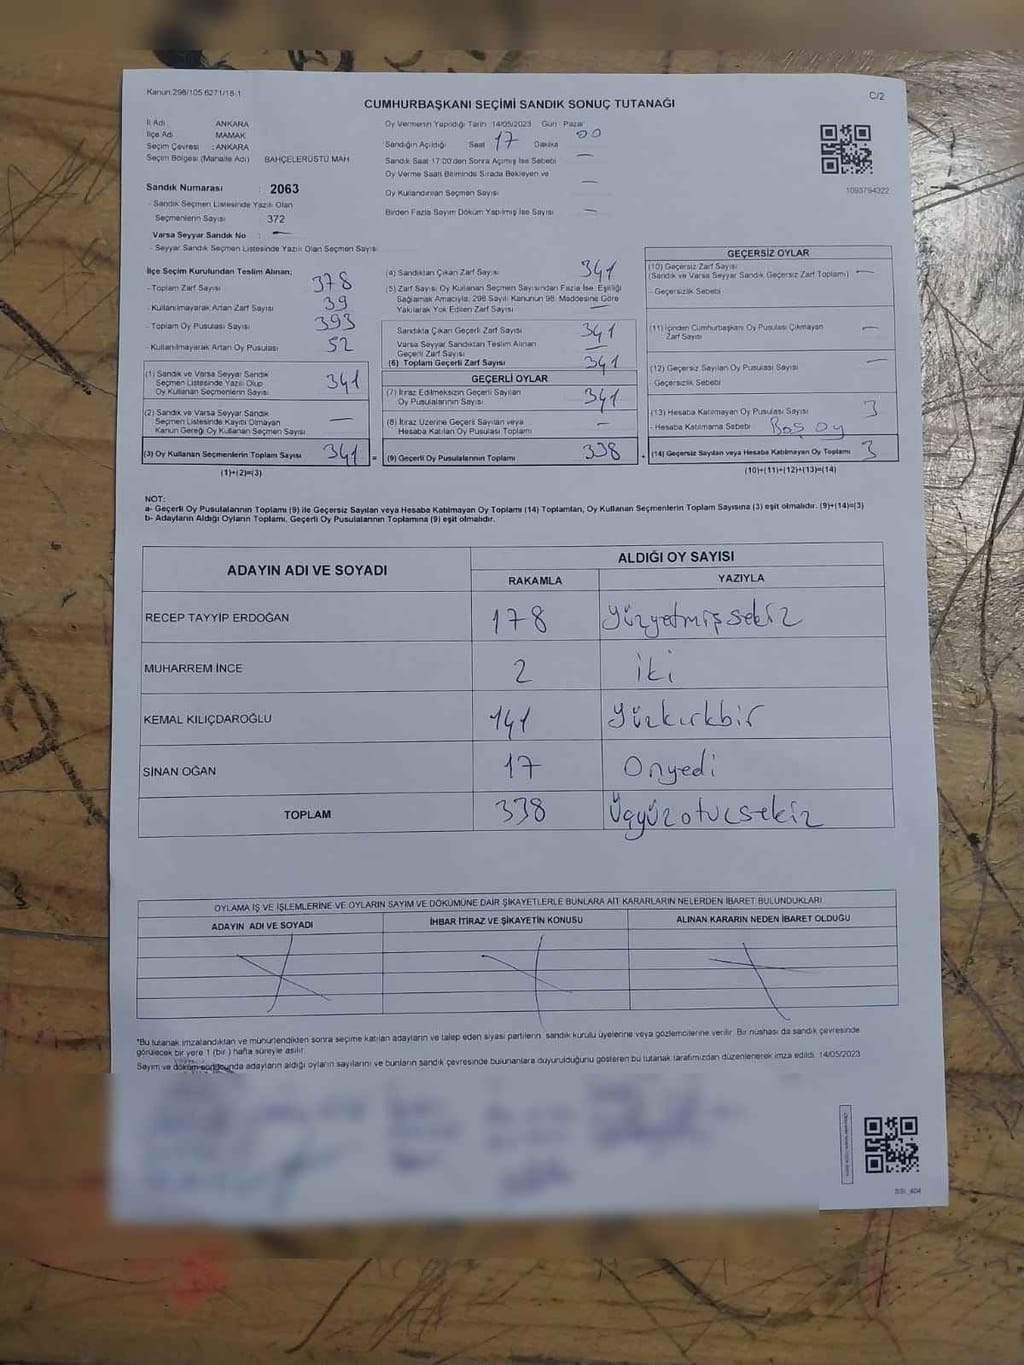 Kanun:298/105 6271/18-1
C/2
CUMHURBAŞKANI SEÇİMİ SANDIK SONUÇ TUTANAĞI
İl Adı : ANKARA
İlçe Adı : MAMAK
Seçim Çevresi : ANKARA
Seçim Bölgesi (Mahalle Adı) : BAHÇELERÜSTÜ MAH
Sandık Numarası : 2063
- Sandık Seçmen Listesinde Yazılı Olan
Seçmenlerin Sayısı : 372
Varsa Seyyar Sandık No : —
- Seyyar Sandık Seçmen Listesinde Yazılı Olan Seçmen Sayısı
Oy Vermenin Yapıldığı Tarih 14/05/2023 Gün: Pazar
Sandığın Açıldığı Saat 17 Dakika 00
Sandık Saat 17:00'den Sonra Açılmış İse Sebebi —
Oy Verme Saati Bitiminde Sırada Bekleyen ve
Oy Kullandırılan Seçmen Sayısı —
Birden Fazla Sayım Döküm Yapılmış İse Sayısı —
1093794322
İlçe Seçim Kurulundan Teslim Alınan;
- Toplam Zarf Sayısı 378
- Kullanılmayarak Artan Zarf Sayısı 39
- Toplam Oy Pusulası Sayısı 393
- Kullanılmayarak Artan Oy Pusulası 52
(1) Sandık ve Varsa Seyyar Sandık
Seçmen Listesinde Yazılı Olup
Oy Kullanan Seçmenlerin Sayısı 341
(2) Sandık ve Varsa Seyyar Sandık
Seçmen Listesinde Kayıtlı Olmayan
Kanun Gereği Oy Kullanan Seçmen Sayısı —
(3) Oy Kullanan Seçmenlerin Toplam Sayısı 341 =
(1)+(2)=(3)
(4) Sandıktan Çıkan Zarf Sayısı 341
(5) Zarf Sayısı Oy Kullanan Seçmen Sayısından Fazla İse, Eşitliği
Sağlamak Amacıyla, 298 Sayılı Kanunun 98. Maddesine Göre
Yakılarak Yok Edilen Zarf Sayısı —
Sandıkta Çıkan Geçerli Zarf Sayısı 341
Varsa Seyyar Sandıktan Teslim Alınan
Geçerli Zarf Sayısı —
(6) Toplam Geçerli Zarf Sayısı 341
GEÇERLİ OYLAR
(7) İtiraz Edilmeksizin Geçerli Sayılan
Oy Pusulalarının Sayısı 341
(8) İtiraz Üzerine Geçerli Sayılan veya
Hesaba Katılan Oy Pusulası Toplamı —
(9) Geçerli Oy Pusulalarının Toplamı 338
GEÇERSİZ OYLAR
(10) Geçersiz Zarf Sayısı
(Sandık ve Varsa Seyyar Sandık Geçersiz Zarf Toplamı) —
- Geçersizlik Sebebi
(11) İçinden Cumhurbaşkanı Oy Pusulası Çıkmayan
Zarf Sayısı —
(12) Geçersiz Sayılan Oy Pusulası Sayısı —
- Geçersizlik Sebebi
(13) Hesaba Katılmayan Oy Pusulası Sayısı 3
- Hesaba Katılmama Sebebi Boş oy
(14) Geçersiz Sayılan veya Hesaba Katılmayan Oy Toplamı 3
(10)+(11)+(12)+(13)=(14)
NOT:
a- Geçerli Oy Pusulalarının Toplamı (9) ile Geçersiz Sayılan veya Hesaba Katılmayan Oy Toplamı (14) Toplamları, Oy Kullanan Seçmenlerin Toplam Sayısına (3) eşit olmalıdır. (9)+(14)=(3)
b- Adayların Aldığı Oyların Toplamı, Geçerli Oy Pusulalarının Toplamına (9) eşit olmalıdır.
ADAYIN ADI VE SOYADI
ALDIĞI OY SAYISI
RAKAMLA YAZIYLA
RECEP TAYYİP ERDOĞAN 178 Yüzyetmişsekiz
MUHARREM İNCE 2 iki
KEMAL KILIÇDAROĞLU 141 Yüzkırkbir
SİNAN OĞAN 17 Onyedi
TOPLAM 338 Üçyüzotuzsekiz
OYLAMA İŞ VE İŞLEMLERİNE VE OYLARIN SAYIM VE DÖKÜMÜNE DAİR ŞİKAYETLERLE BUNLARA AİT KARARLARIN NELERDEN İBARET BULUNDUKLARI
ADAYIN ADI VE SOYADI İHBAR İTİRAZ VE ŞİKAYETİN KONUSU ALINAN KARARIN NEDEN İBARET OLDUĞU
*Bu tutanak imzalandıktan ve mühürlendikten sonra seçime katılan adayların ve talep eden siyasi partilerin sandık kurulu üyelerine veya gözlemcilerine verilir. Bir nüshası da sandık çevresinde
görülecek bir yere 1 (bir) hafta süreyle asılır.
Sayım ve döküm sonucunda adayların aldığı oyların sayılarını ve bunların sandık çevresinde bulunanlara duyurulduğunu gösteren bu tutanak tarafımızdan düzenlenerek imza edildi. 14/05/2023